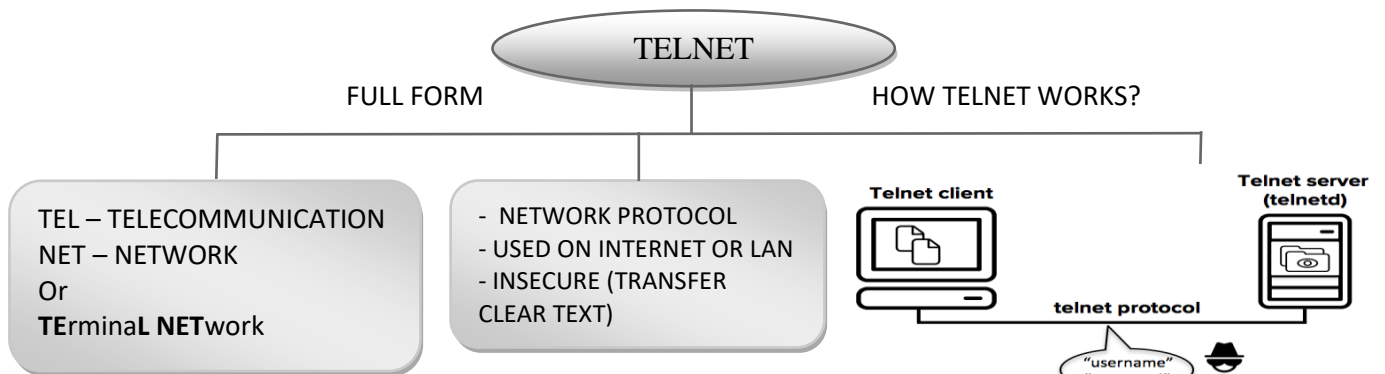 TELNET
FULL FORM
HOW TELNET WORKS?
TEL – TELECOMMUNICATION
NET – NETWORK
Or
TErminaL NETwork
- NETWORK PROTOCOL
- USED ON INTERNET OR LAN
- INSECURE (TRANSFER
CLEAR TEXT)
Telnet client
Telnet server
(telnetd)
telnet protocol
"username"